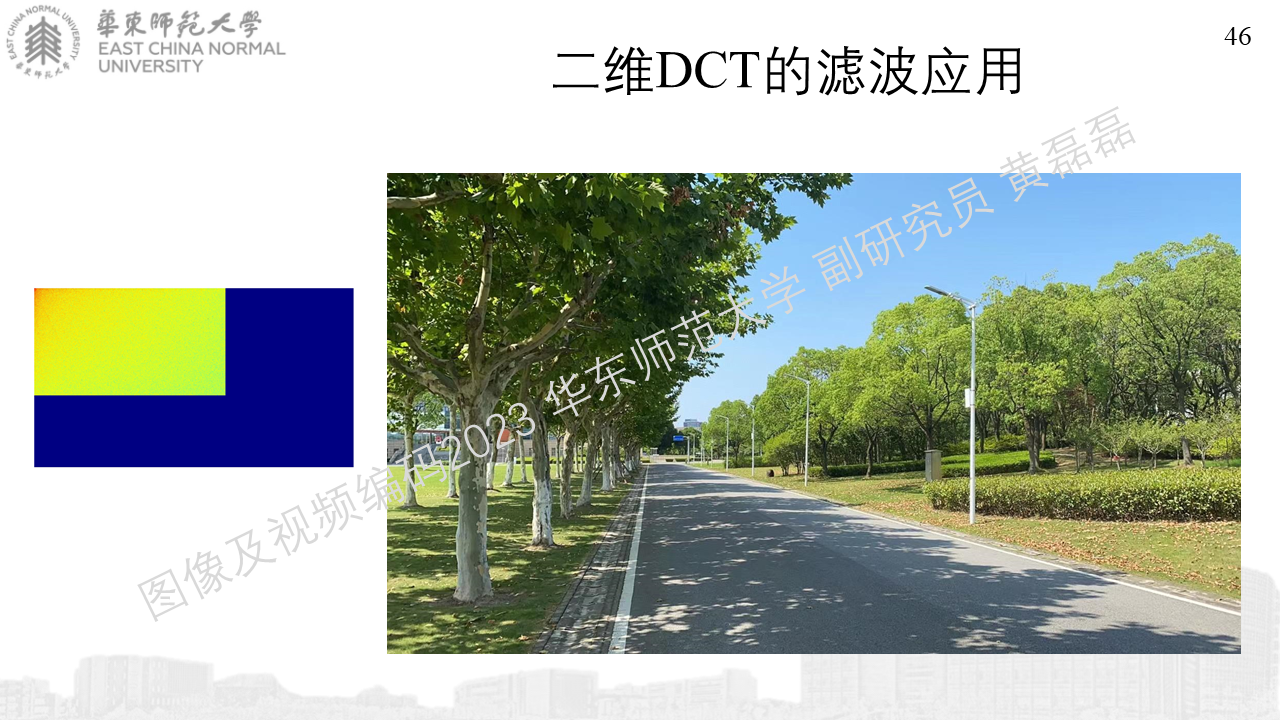 華東師範大學
EAST CHINA NORMAL
UNIVERSITY
EAST CHINA NORMAL UNIVERSITY
華東師範大學
46
二维DCT的滤波应用
图像及视频编码2023 华东师范大学 副研究员 黄磊磊